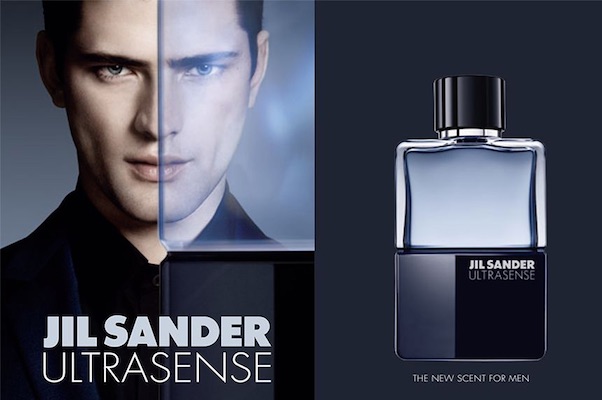 JIL SANDER
ULTRASENSE
JIL SANDER
ULTRASENSE
THE NEW SCENT FOR MEN